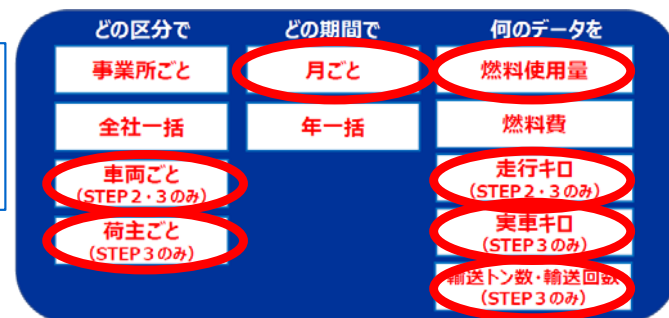 どの区分で
どの期間で
何のデータを
事業所ごと
月ごと
燃料使用量
全社一括
年一括
燃料費
車両ごと
(STEP2・3のみ)
走行キロ
(STEP2・3のみ)
荷主ごと
(STEP3のみ)
実車キロ
(STEP3のみ)
輸送トン数・輸送回数
(STEP3のみ)